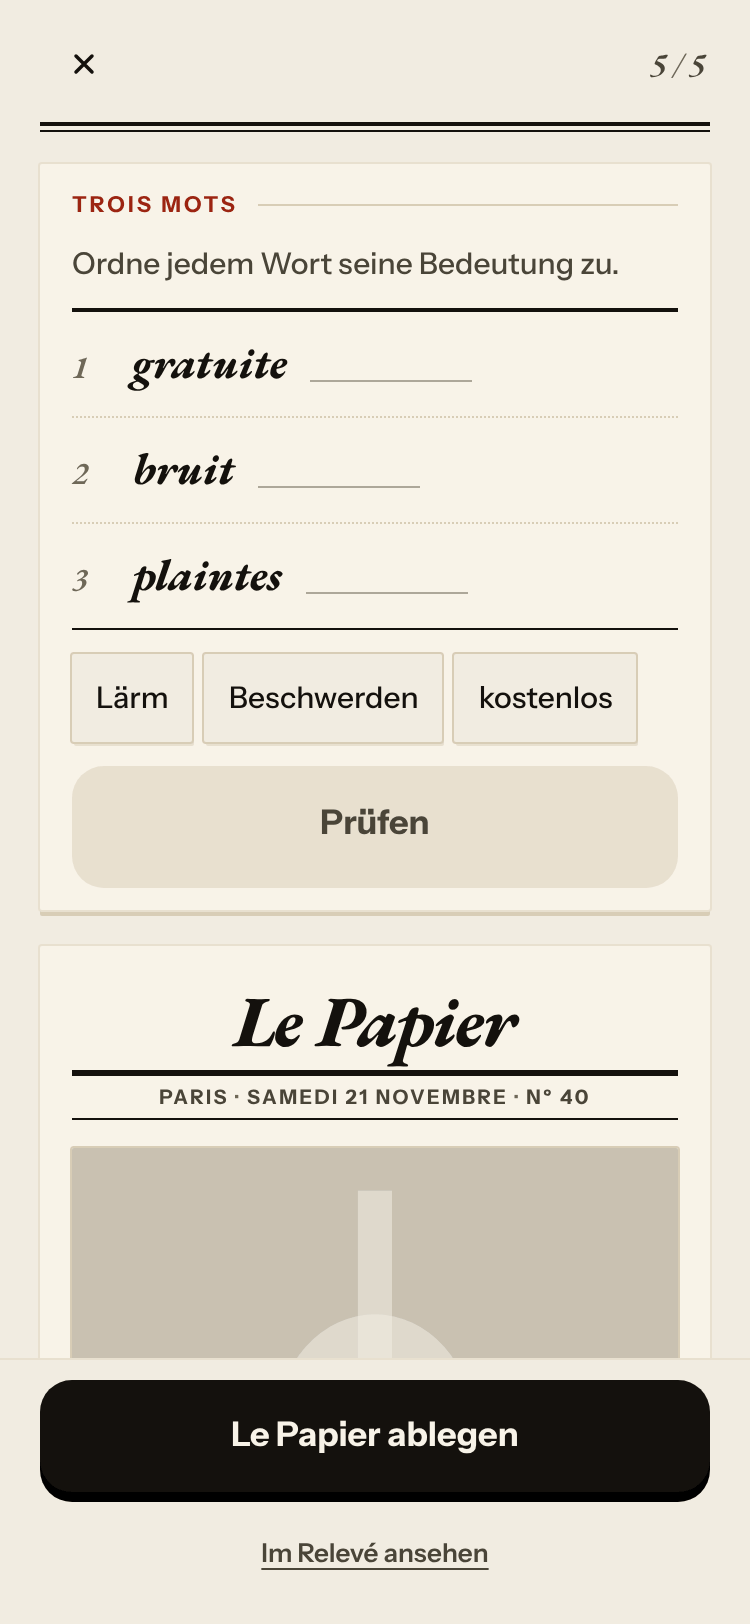 5/5
TROIS MOTS
Ordne jedem Wort seine Bedeutung zu.
1 gratuite
2 bruit
3 plaintes
Lärm Beschwerden kostenlos
Prüfen
Le Papier
PARIS · SAMEDI 21 NOVEMBRE · N° 40
Le Papier ablegen
Im Relevé ansehen